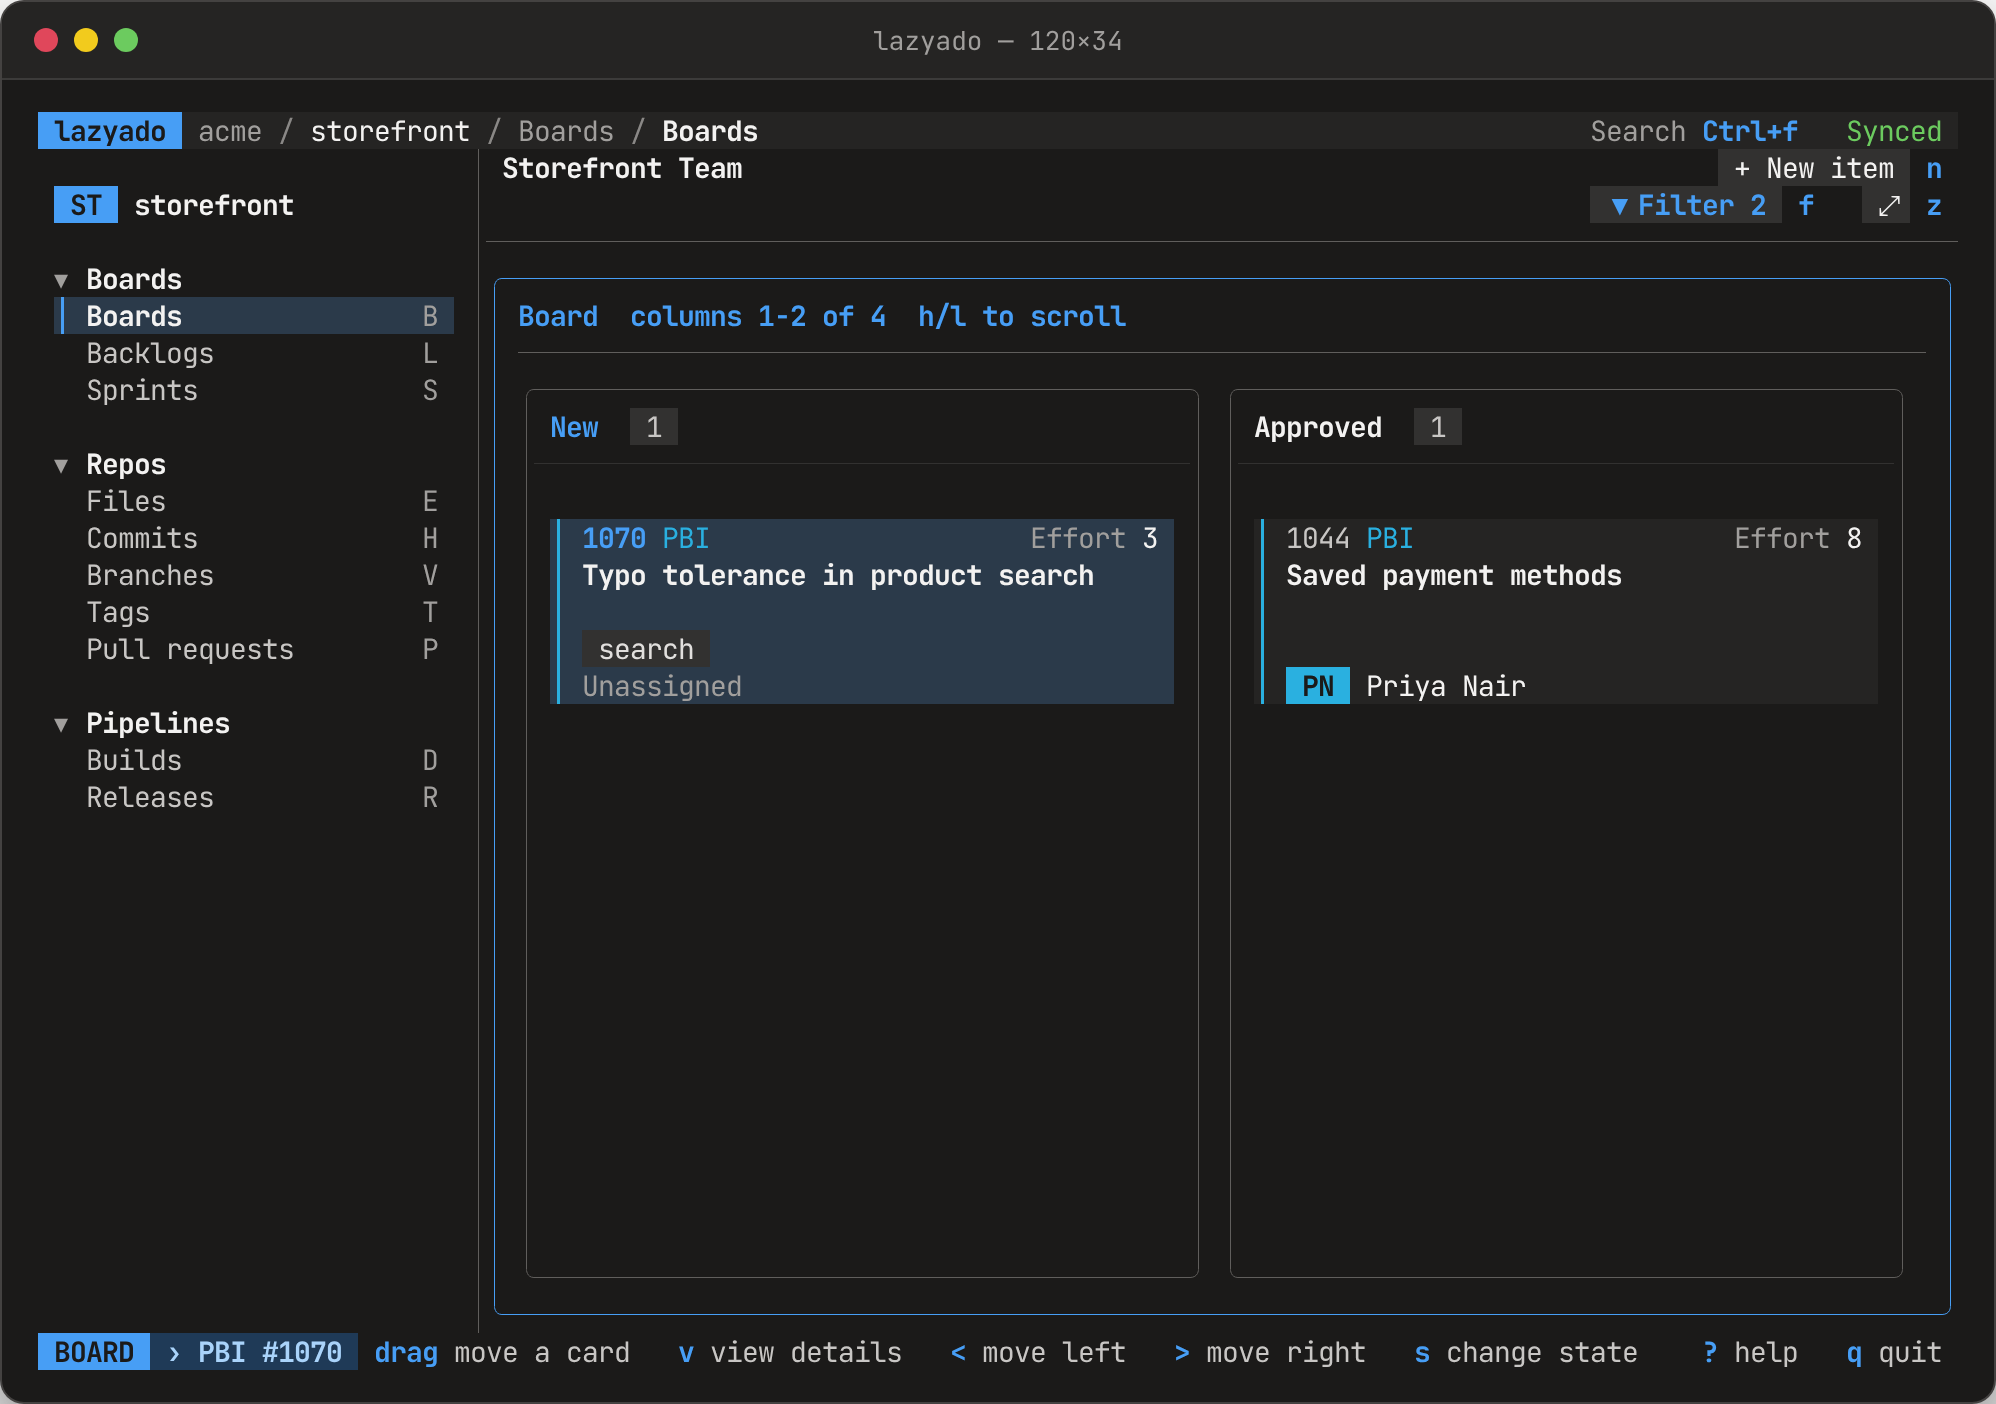 lazyado — 120×34
lazyado acme / storefront / Boards / Boards Search Ctrl+f Synced
Storefront Team + New item n
ST storefront ▼ Filter 2 f ⤢ z
▼ Boards
Boards B
Backlogs L
Sprints S
▼ Repos
Files E
Commits H
Branches V
Tags T
Pull requests P
▼ Pipelines
Builds D
Releases R
Board columns 1-2 of 4 h/l to scroll
New 1
1070 PBI Effort 3
Typo tolerance in product search
search
Unassigned
Approved 1
1044 PBI Effort 8
Saved payment methods
PN Priya Nair
BOARD › PBI #1070 drag move a card v view details < move left > move right s change state ? help q quit